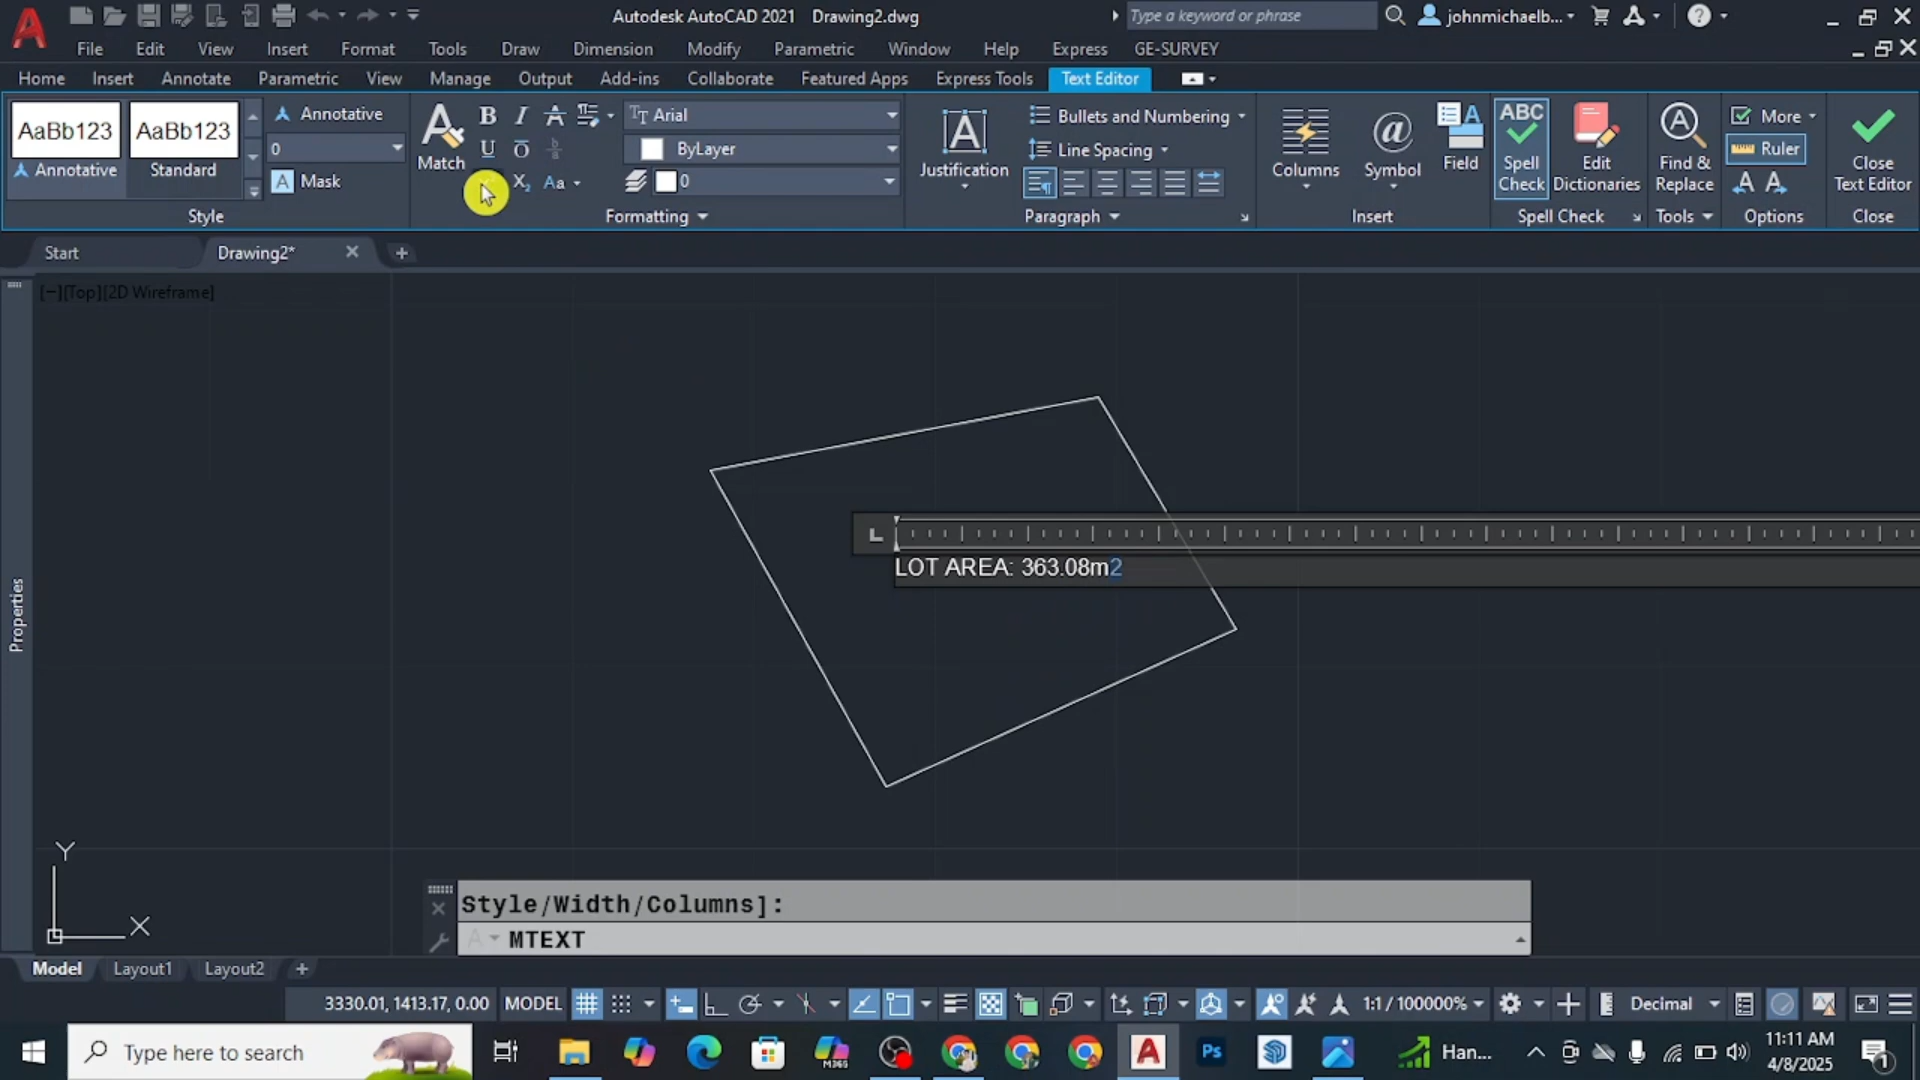 Autodesk AutoCAD 2021 Drawing2.dwg
Type a keyword or phrase
johnmichaelb...
File Edit View Insert Format Tools Draw Dimension Modify Parametric Window Help Express GE-SURVEY
Home Insert Annotate Parametric View Manage Output Add-ins Collaborate Featured Apps Express Tools Text Editor
AaBb123 AaBb123
Annotative Standard
Annotative
0
Mask
Style
Match
B I A
U O
X2 Aa
Arial
ByLayer
0
Formatting
Justification
Bullets and Numbering
Line Spacing
Paragraph
Columns
Symbol
Field
Insert
ABC
Spell Check
Edit Dictionaries
Spell Check
Find & Replace
Tools
More
Ruler
Options
Close Text Editor
Close
Start Drawing2*
[−][Top][2D Wireframe]
Properties
LOT AREA: 363.08m2
Y
X
Style/Width/Columns]:
MTEXT
Model Layout1 Layout2
3330.01, 1413.17, 0.00 MODEL
1:1 / 100000%
Decimal
Type here to search
M365
Ps
Han...
11:11 AM
4/8/2025
1